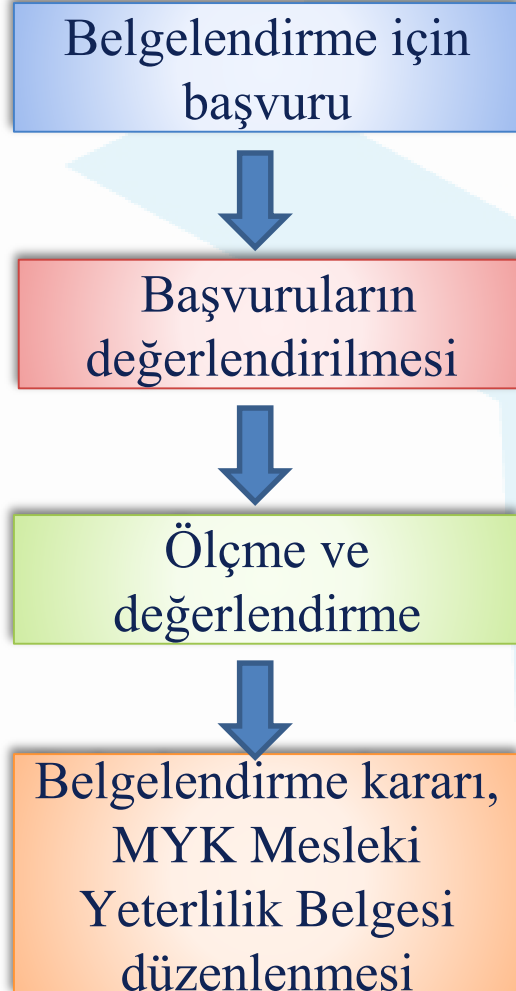 Belgelendirme için
başvuru
Başvuruların
değerlendirilmesi
Ölçme ve
değerlendirme
Belgelendirme kararı,
MYK Mesleki
Yeterlilik Belgesi
düzenlenmesi